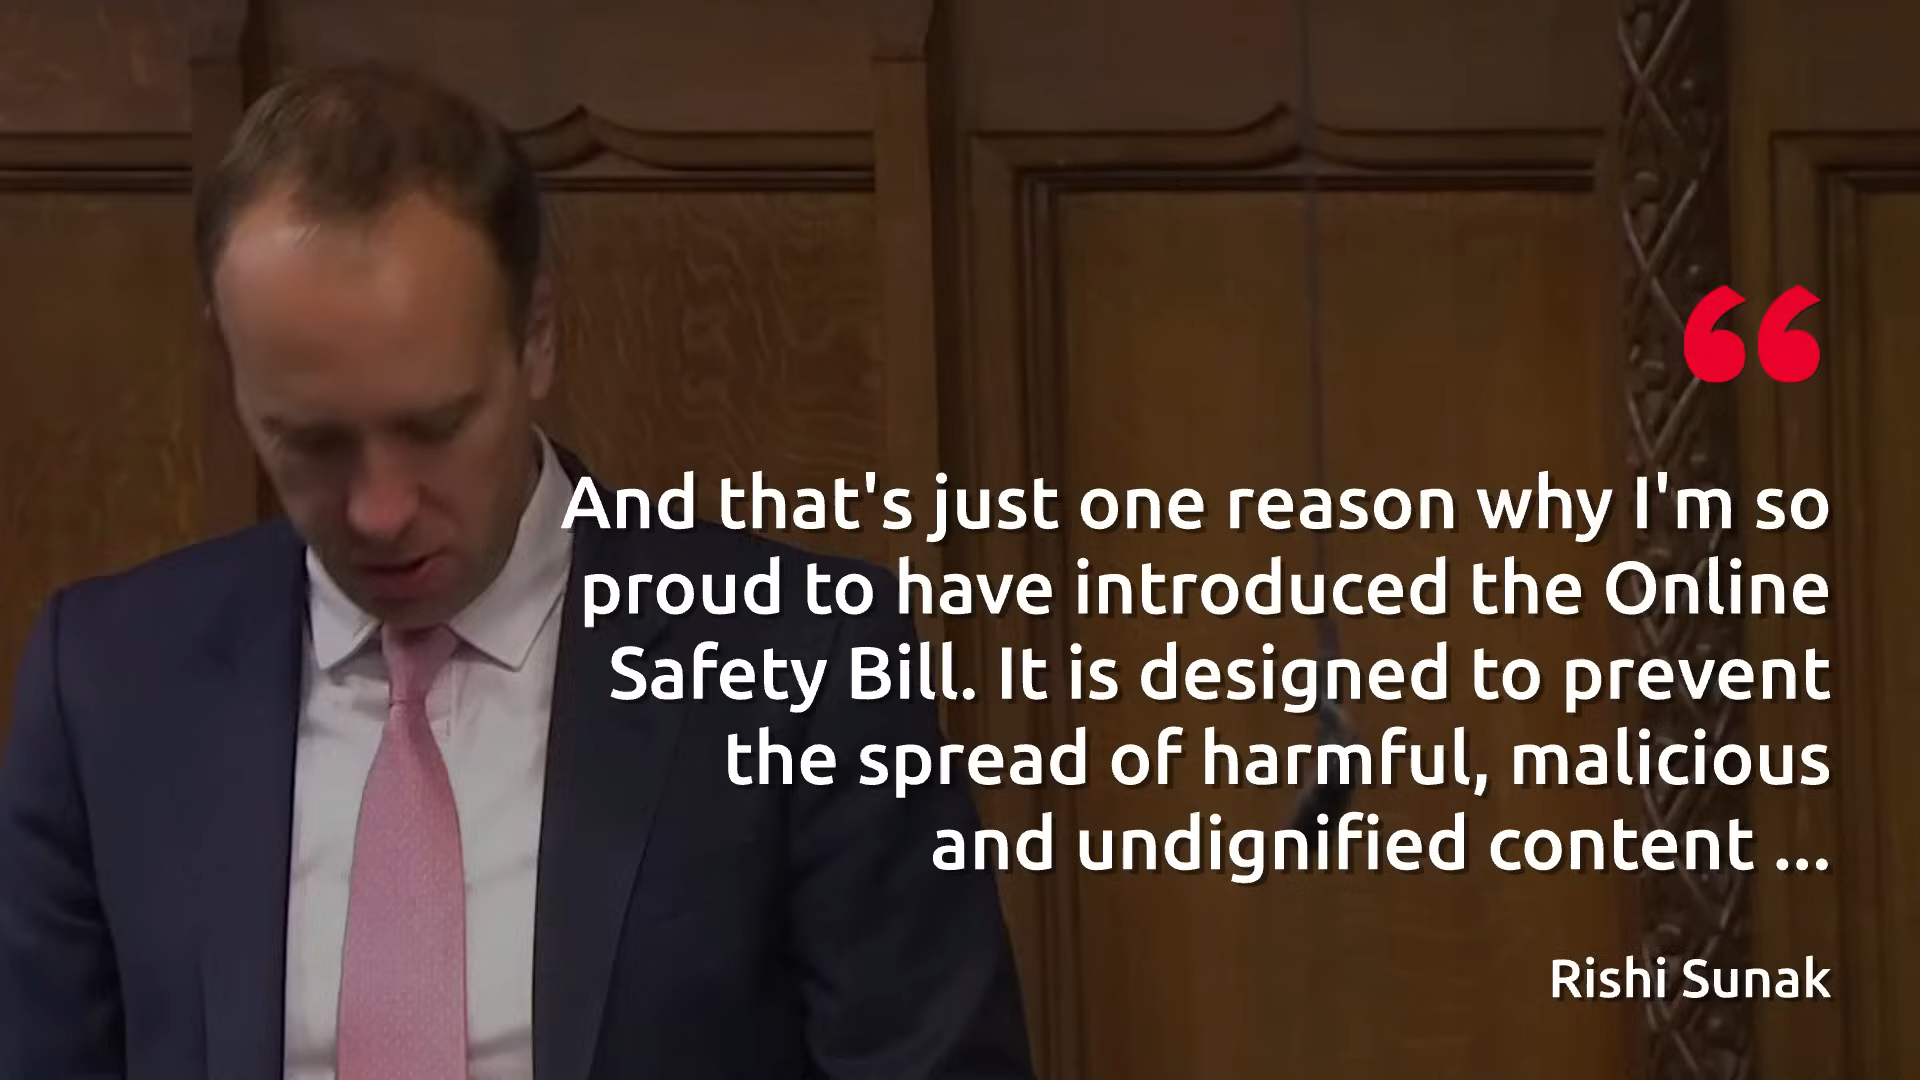 “
And that's just one reason why I'm so
proud to have introduced the Online
Safety Bill. It is designed to prevent
the spread of harmful, malicious
and undignified content ...
Rishi Sunak